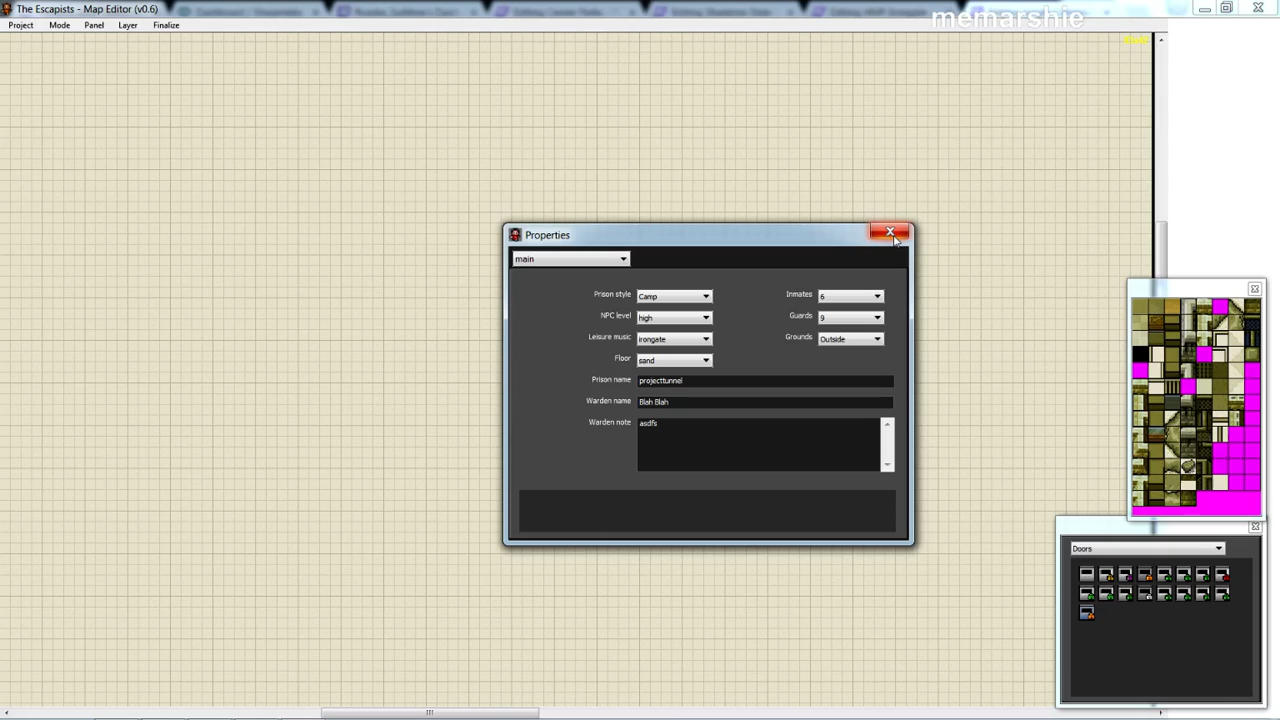 The Escapists - Map Editor (v0.6)
memarshie
Project Mode Panel Layer Finalize
Properties
main
Prison style Camp Inmates 6
NPC level high Guards 9
Leisure music irongate Grounds Outside
Floor sand
Prison name projecttunnel
Warden name Blah Blah
Warden note asdfs
Doors